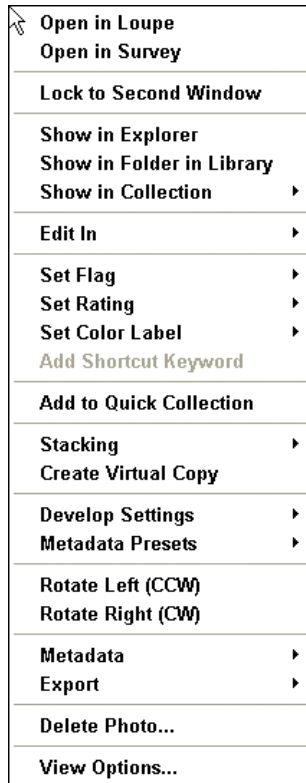 Open in Loupe
Open in Survey
Lock to Second Window
Show in Explorer
Show in Folder in Library
Show in Collection
Edit In
Set Flag
Set Rating
Set Color Label
Add Shortcut Keyword
Add to Quick Collection
Stacking
Create Virtual Copy
Develop Settings
Metadata Presets
Rotate Left (CCW)
Rotate Right (CW)
Metadata
Export
Delete Photo...
View Options...